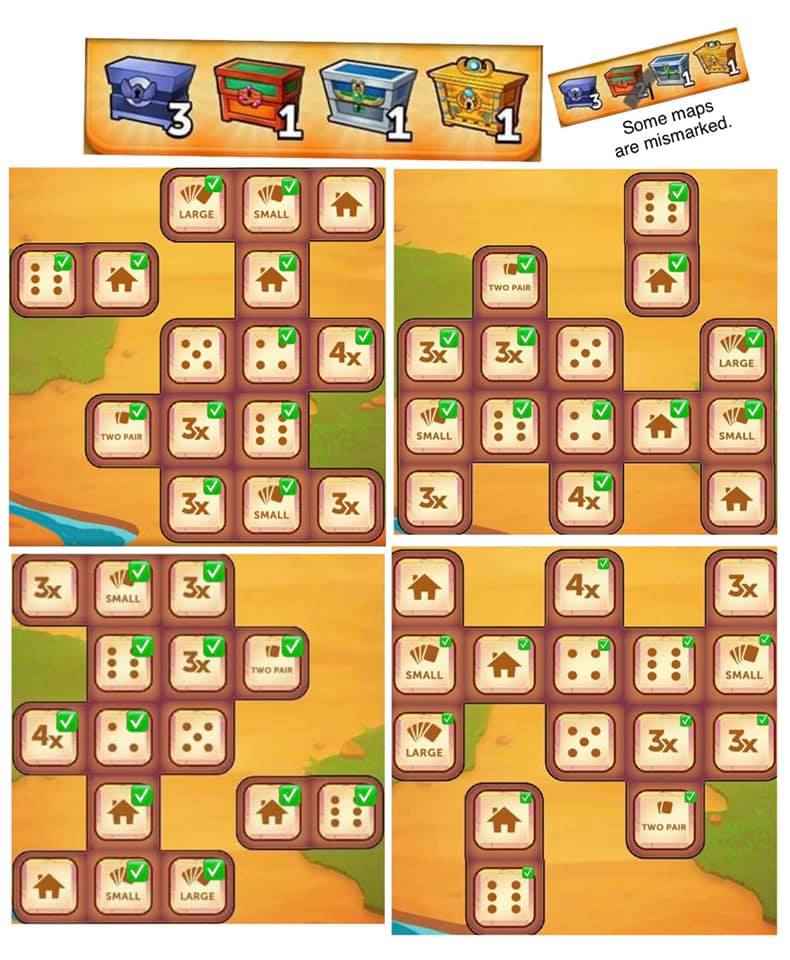 3 1 1 1
3 1 1
Some maps
are mismarked.
LARGE SMALL
4x
TWO PAIR 3x
3x SMALL 3x
TWO PAIR
3x 3x LARGE
SMALL SMALL
3x 4x
3x SMALL 3x
3x TWO PAIR
4x
SMALL LARGE
4x 3x
SMALL SMALL
LARGE 3x 3x
TWO PAIR